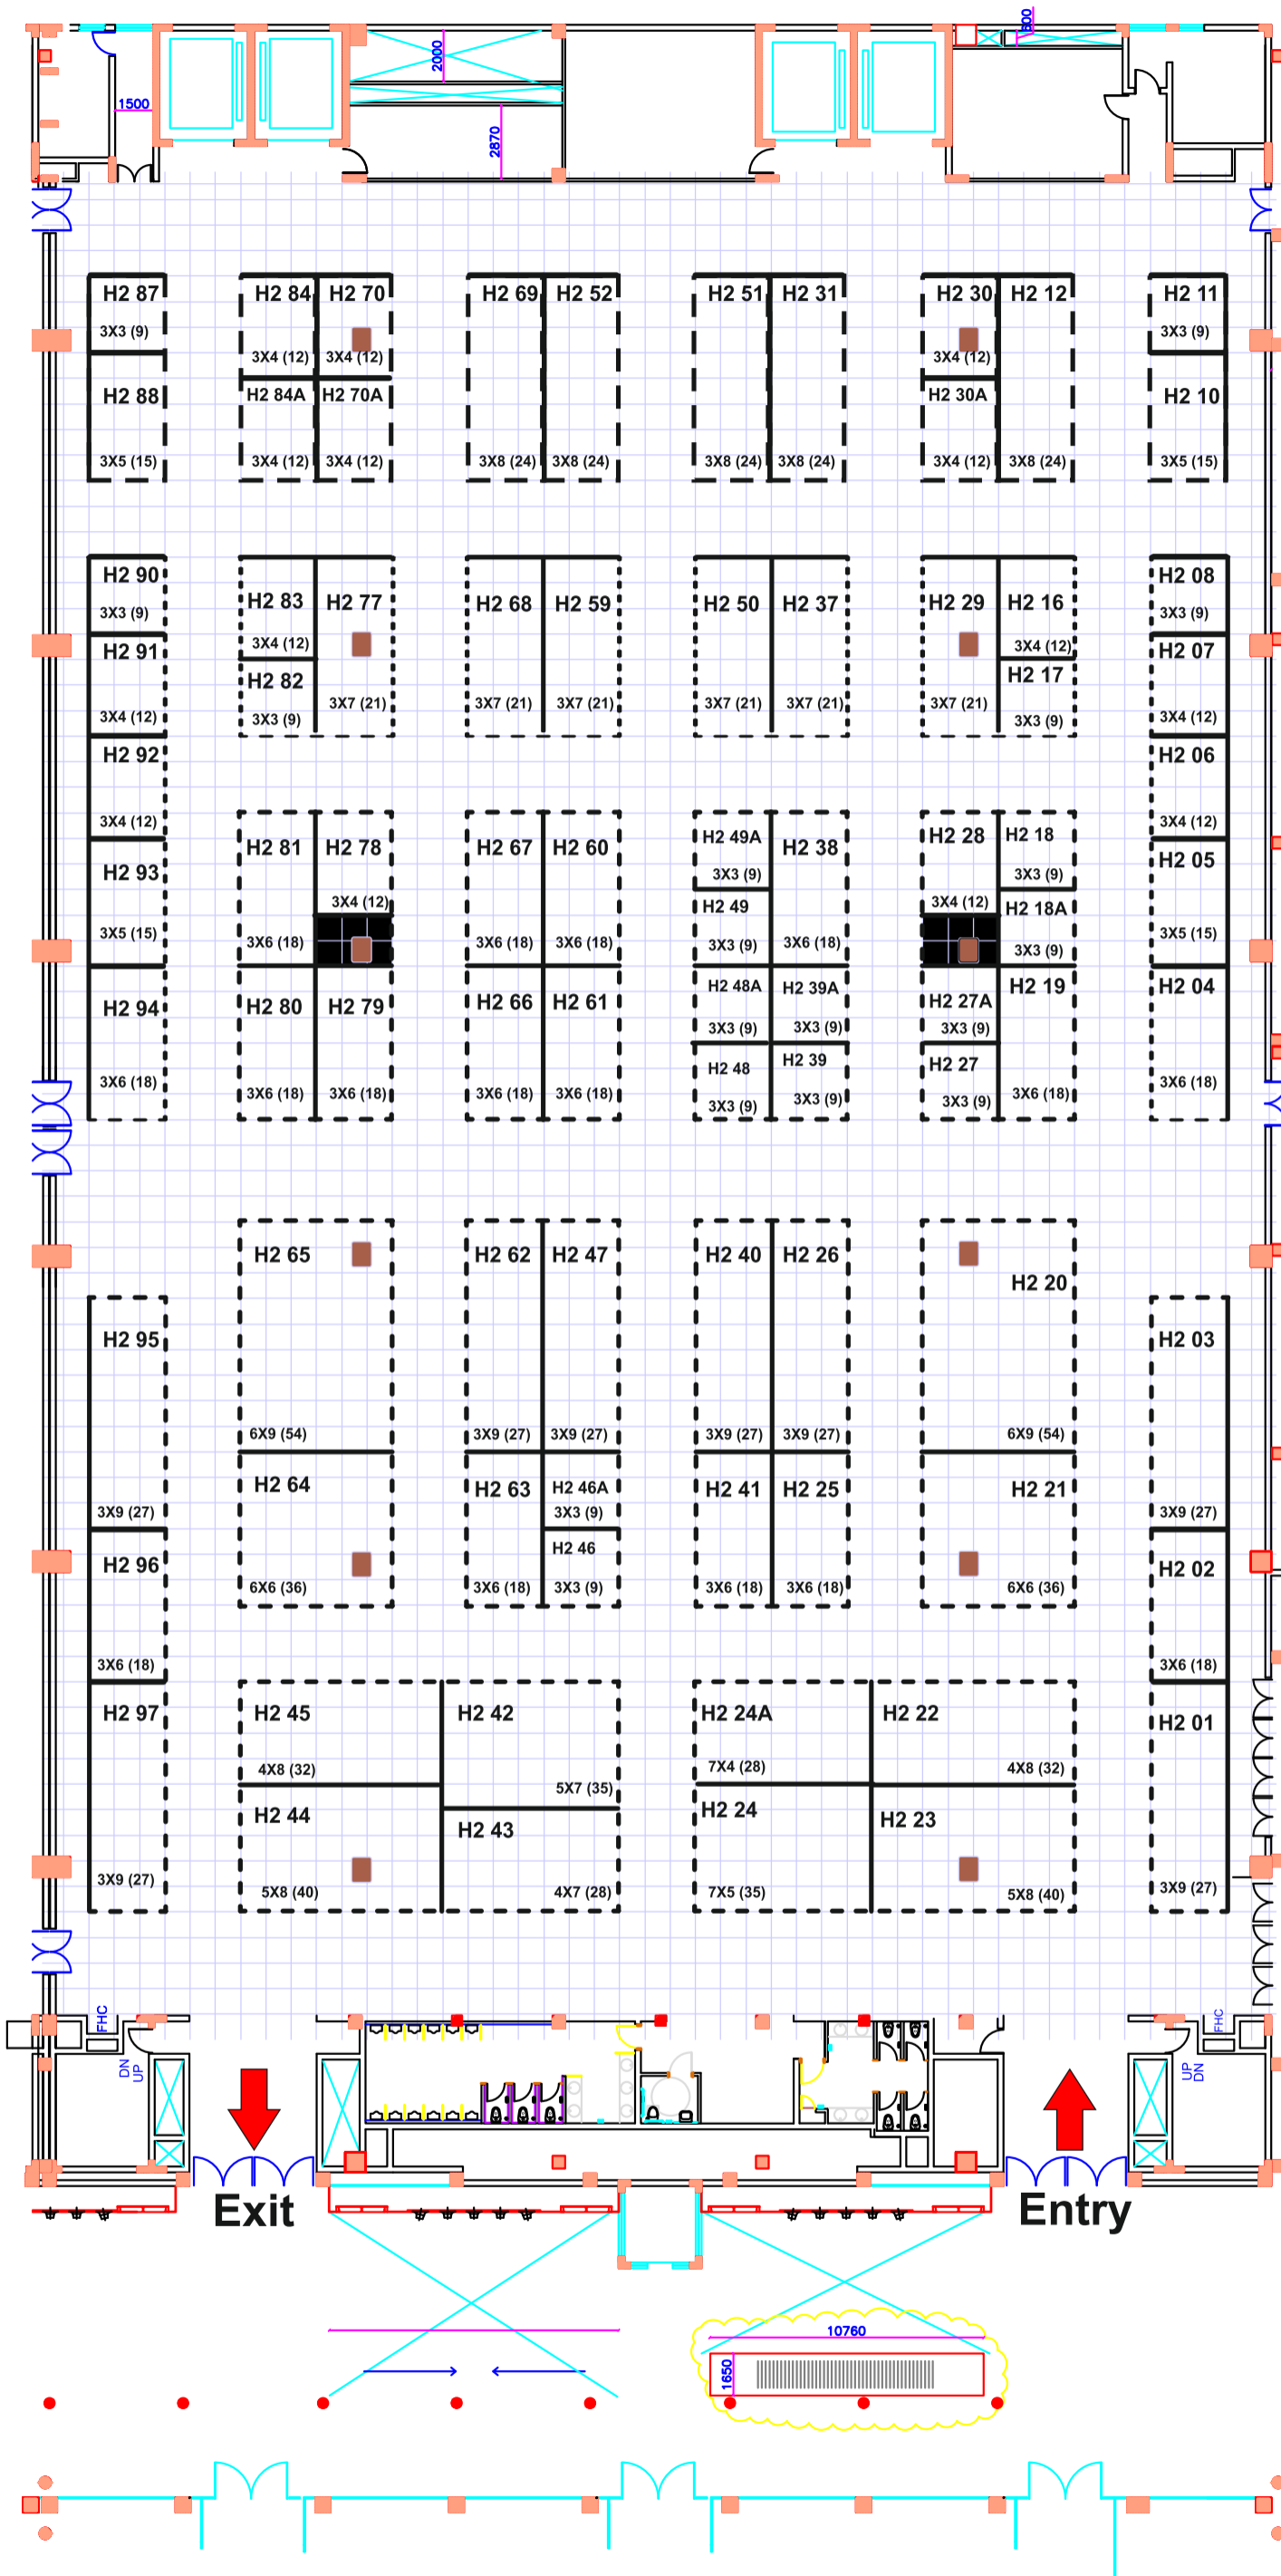 600
2000
1500
2870
H2 87
H2 84
H2 70
H2 69
H2 52
H2 51
H2 31
H2 30
H2 12
H2 11
3X3 (9)
3X4 (12)
3X4 (12)
3X4 (12)
3X3 (9)
H2 88
H2 84A
H2 70A
H2 30A
H2 10
3X5 (15)
3X4 (12)
3X4 (12)
3X8 (24)
3X8 (24)
3X8 (24)
3X8 (24)
3X4 (12)
3X8 (24)
3X5 (15)
H2 90
H2 83
H2 77
H2 68
H2 59
H2 50
H2 37
H2 29
H2 16
H2 08
3X3 (9)
3X4 (12)
3X4 (12)
3X3 (9)
H2 91
H2 82
H2 17
H2 07
3X4 (12)
3X3 (9)
3X7 (21)
3X7 (21)
3X7 (21)
3X7 (21)
3X7 (21)
3X7 (21)
3X3 (9)
3X4 (12)
H2 92
H2 06
3X4 (12)
3X4 (12)
H2 81
H2 78
H2 67
H2 60
H2 49A
H2 38
H2 28
H2 18
H2 93
3X4 (12)
3X3 (9)
3X4 (12)
3X3 (9)
H2 05
H2 49
H2 18A
3X5 (15)
3X6 (18)
3X6 (18)
3X6 (18)
3X3 (9)
3X6 (18)
3X3 (9)
3X5 (15)
H2 94
H2 80
H2 79
H2 66
H2 61
H2 48A
H2 39A
H2 27A
H2 19
H2 04
3X3 (9)
3X3 (9)
3X3 (9)
H2 48
H2 39
H2 27
3X6 (18)
3X6 (18)
3X6 (18)
3X6 (18)
3X6 (18)
3X3 (9)
3X3 (9)
3X3 (9)
3X6 (18)
3X6 (18)
H2 65
H2 62
H2 47
H2 40
H2 26
H2 20
H2 95
H2 03
6X9 (54)
3X9 (27)
3X9 (27)
3X9 (27)
3X9 (27)
6X9 (54)
H2 64
H2 63
H2 46A
H2 41
H2 25
H2 21
3X9 (27)
3X3 (9)
3X9 (27)
H2 96
H2 46
H2 02
6X6 (36)
3X6 (18)
3X3 (9)
3X6 (18)
3X6 (18)
6X6 (36)
3X6 (18)
3X6 (18)
H2 97
H2 45
H2 42
H2 24A
H2 22
H2 01
4X8 (32)
5X7 (35)
7X4 (28)
4X8 (32)
H2 44
H2 43
H2 24
H2 23
3X9 (27)
5X8 (40)
4X7 (28)
7X5 (35)
5X8 (40)
3X9 (27)
FHC
FHC
DN
UP
UP
DN
Exit
Entry
10760
1650